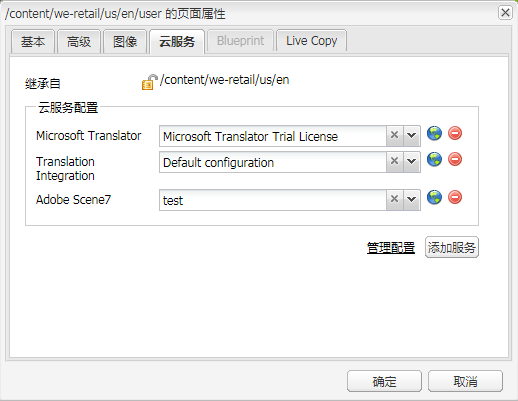 /content/we-retail/us/en/user 的页面属性
基本 高级 图像 云服务 Blueprint Live Copy
继承自 /content/we-retail/us/en
云服务配置
Microsoft Translator Microsoft Translator Trial License
Translation Default configuration
Integration
Adobe Scene7 test
管理配置 添加服务
确定 取消